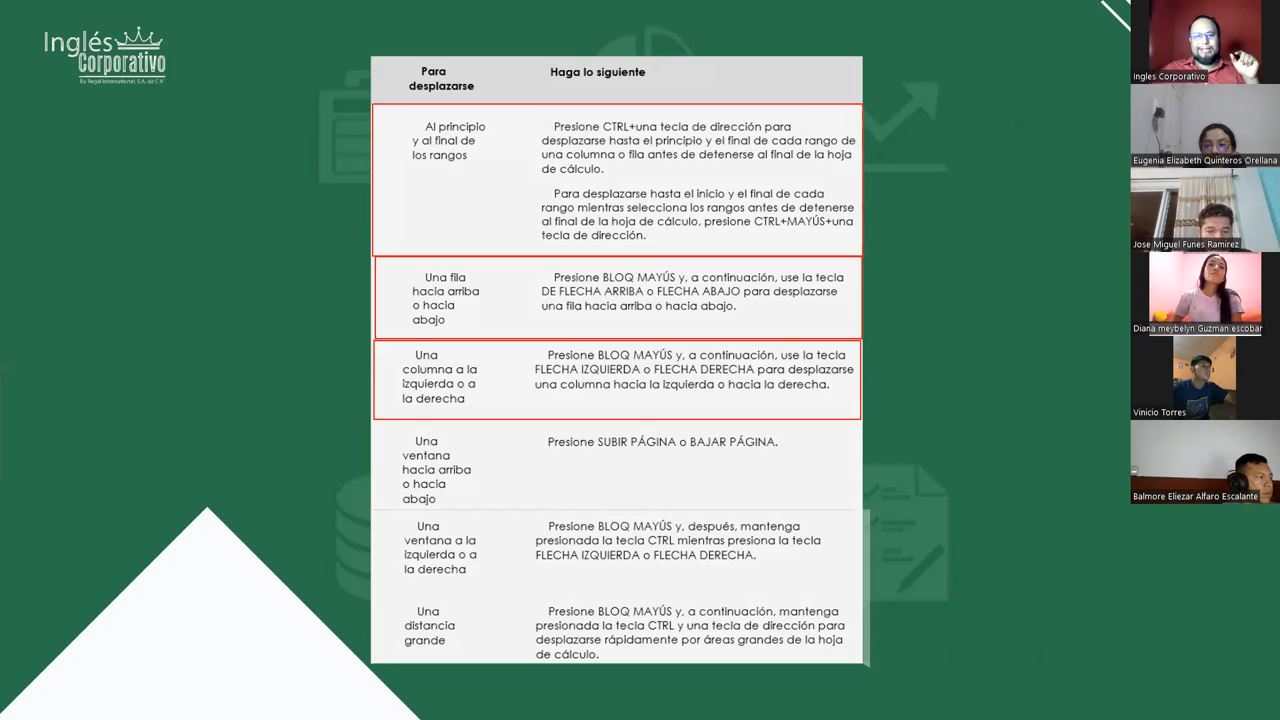 Inglés
Corporativo
By Regal International, S.A. de C.V
Para
desplazarse
Haga lo siguiente
Al principio
y al final de
los rangos
Presione CTRL+una tecla de dirección para
desplazarse hasta el principio y el final de cada rango de
una columna o fila antes de detenerse al final de la hoja
de cálculo.
Para desplazarse hasta el inicio y el final de cada
rango mientras selecciona los rangos antes de detenerse
al final de la hoja de cálculo, presione CTRL+MAYÚS+una
tecla de dirección.
Una fila
hacia arriba
o hacia
abajo
Presione BLOQ MAYÚS y, a continuación, use la tecla
DE FLECHA ARRIBA o FLECHA ABAJO para desplazarse
una fila hacia arriba o hacia abajo.
Una
columna a la
izquierda o a
la derecha
Presione BLOQ MAYÚS y, a continuación, use la tecla
FLECHA IZQUIERDA o FLECHA DERECHA para desplazarse
una columna hacia la izquierda o hacia la derecha.
Una
ventana
hacia arriba
o hacia
abajo
Presione SUBIR PÁGINA o BAJAR PÁGINA.
Una
ventana a la
izquierda o a
la derecha
Presione BLOQ MAYÚS y, después, mantenga
presionada la tecla CTRL mientras presiona la tecla
FLECHA IZQUIERDA o FLECHA DERECHA.
Una
distancia
grande
Presione BLOQ MAYÚS y, a continuación, mantenga
presionada la tecla CTRL y una tecla de dirección para
desplazarse rápidamente por áreas grandes de la hoja
de cálculo.
Ingles Corporativo
Eugenia Elizabeth Quinteros Orellana
Jose Miguel Funes Ramirez
Diana meybelyn Guzman escobar
Vinicio Torres
Balmore Eliezar Alfaro Escalante